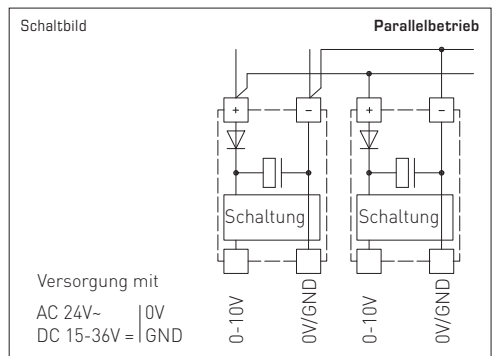 Schaltbild
Parallelbetrieb
+
−
+
−
Schaltung
Schaltung
Versorgung mit
AC 24V~ | 0V
DC 15-36V = | GND
0-10V
0V/GND
0-10V
0V/GND